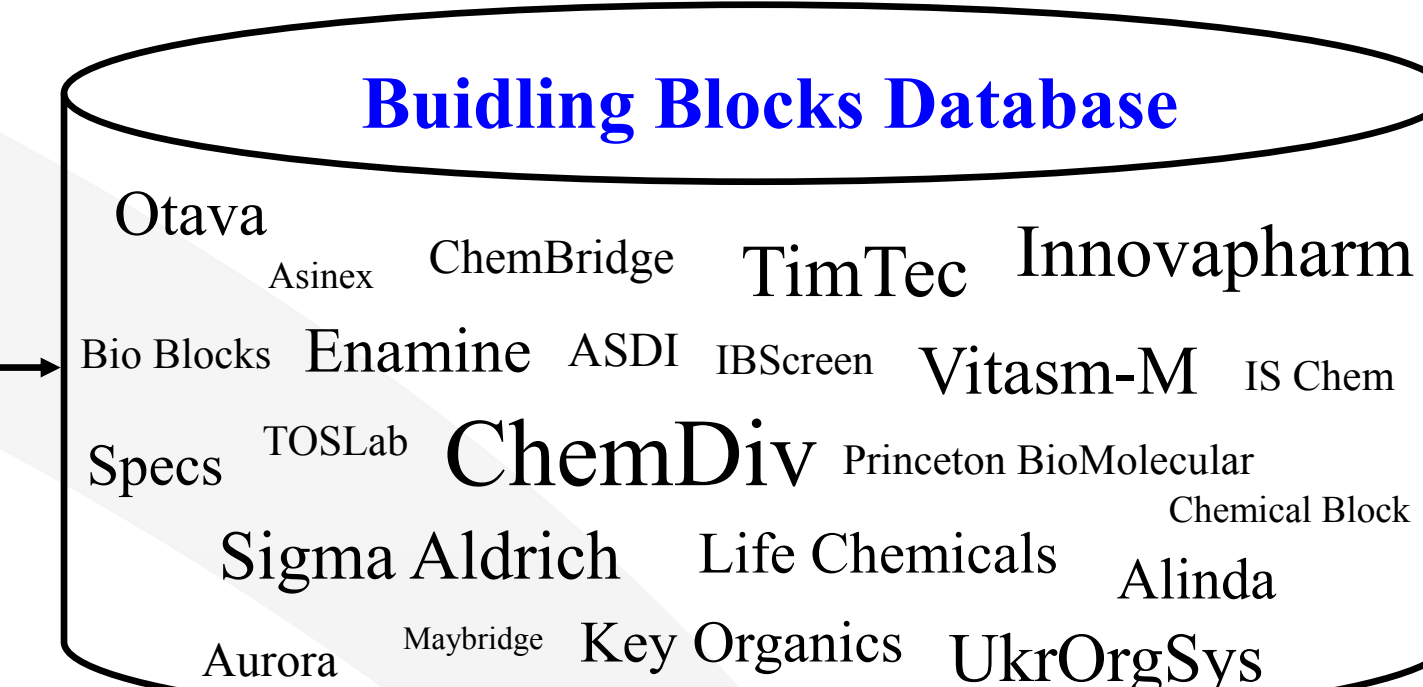 Buidling Blocks Database
Otava
Asinex
ChemBridge
TimTec
Innovapharm
Bio Blocks
Enamine
ASDI
IBScreen
Vitasm-M
IS Chem
Specs
TOSLab
ChemDiv
Princeton BioMolecular
Chemical Block
Sigma Aldrich
Life Chemicals
Alinda
Aurora
Maybridge
Key Organics
UkrOrgSys